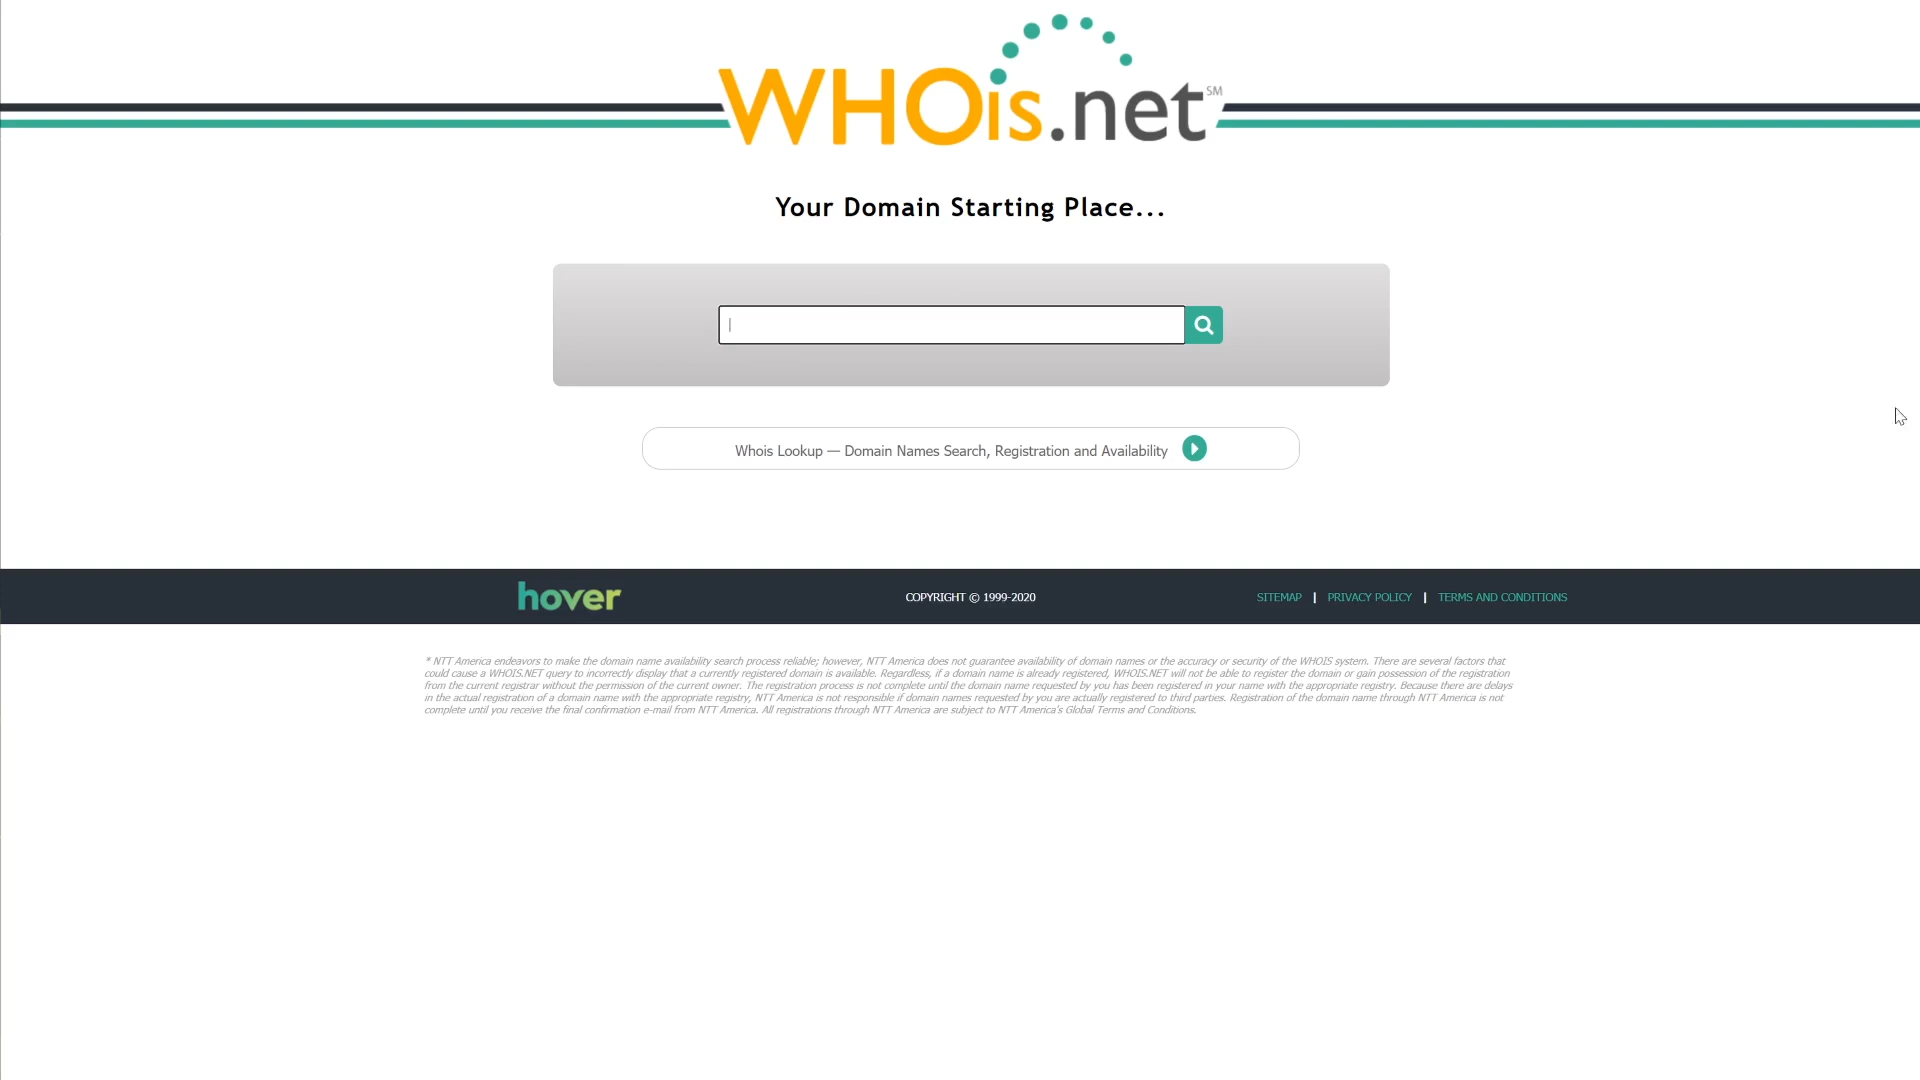 WHOis.net SM
Your Domain Starting Place...
Whois Lookup — Domain Names Search, Registration and Availability
hover
COPYRIGHT © 1999-2020
SITEMAP | PRIVACY POLICY | TERMS AND CONDITIONS
* NTT America endeavors to make the domain name availability search process reliable; however, NTT America does not guarantee availability of domain names or the accuracy or security of the WHOIS system. There are several factors that
could cause a WHOIS.NET query to incorrectly display that a currently registered domain is available. Regardless, if a domain name is already registered, WHOIS.NET will not be able to register the domain or gain possession of the registration
from the current registrar without the permission of the current owner. The registration process is not complete until the domain name requested by you has been registered in your name with the appropriate registry. Because there are delays
in the actual registration of a domain name with the appropriate registry, NTT America is not responsible if domain names requested by you are actually registered to third parties. Registration of the domain name through NTT America is not
complete until you receive the final confirmation e-mail from NTT America. All registrations through NTT America are subject to NTT America's Global Terms and Conditions.